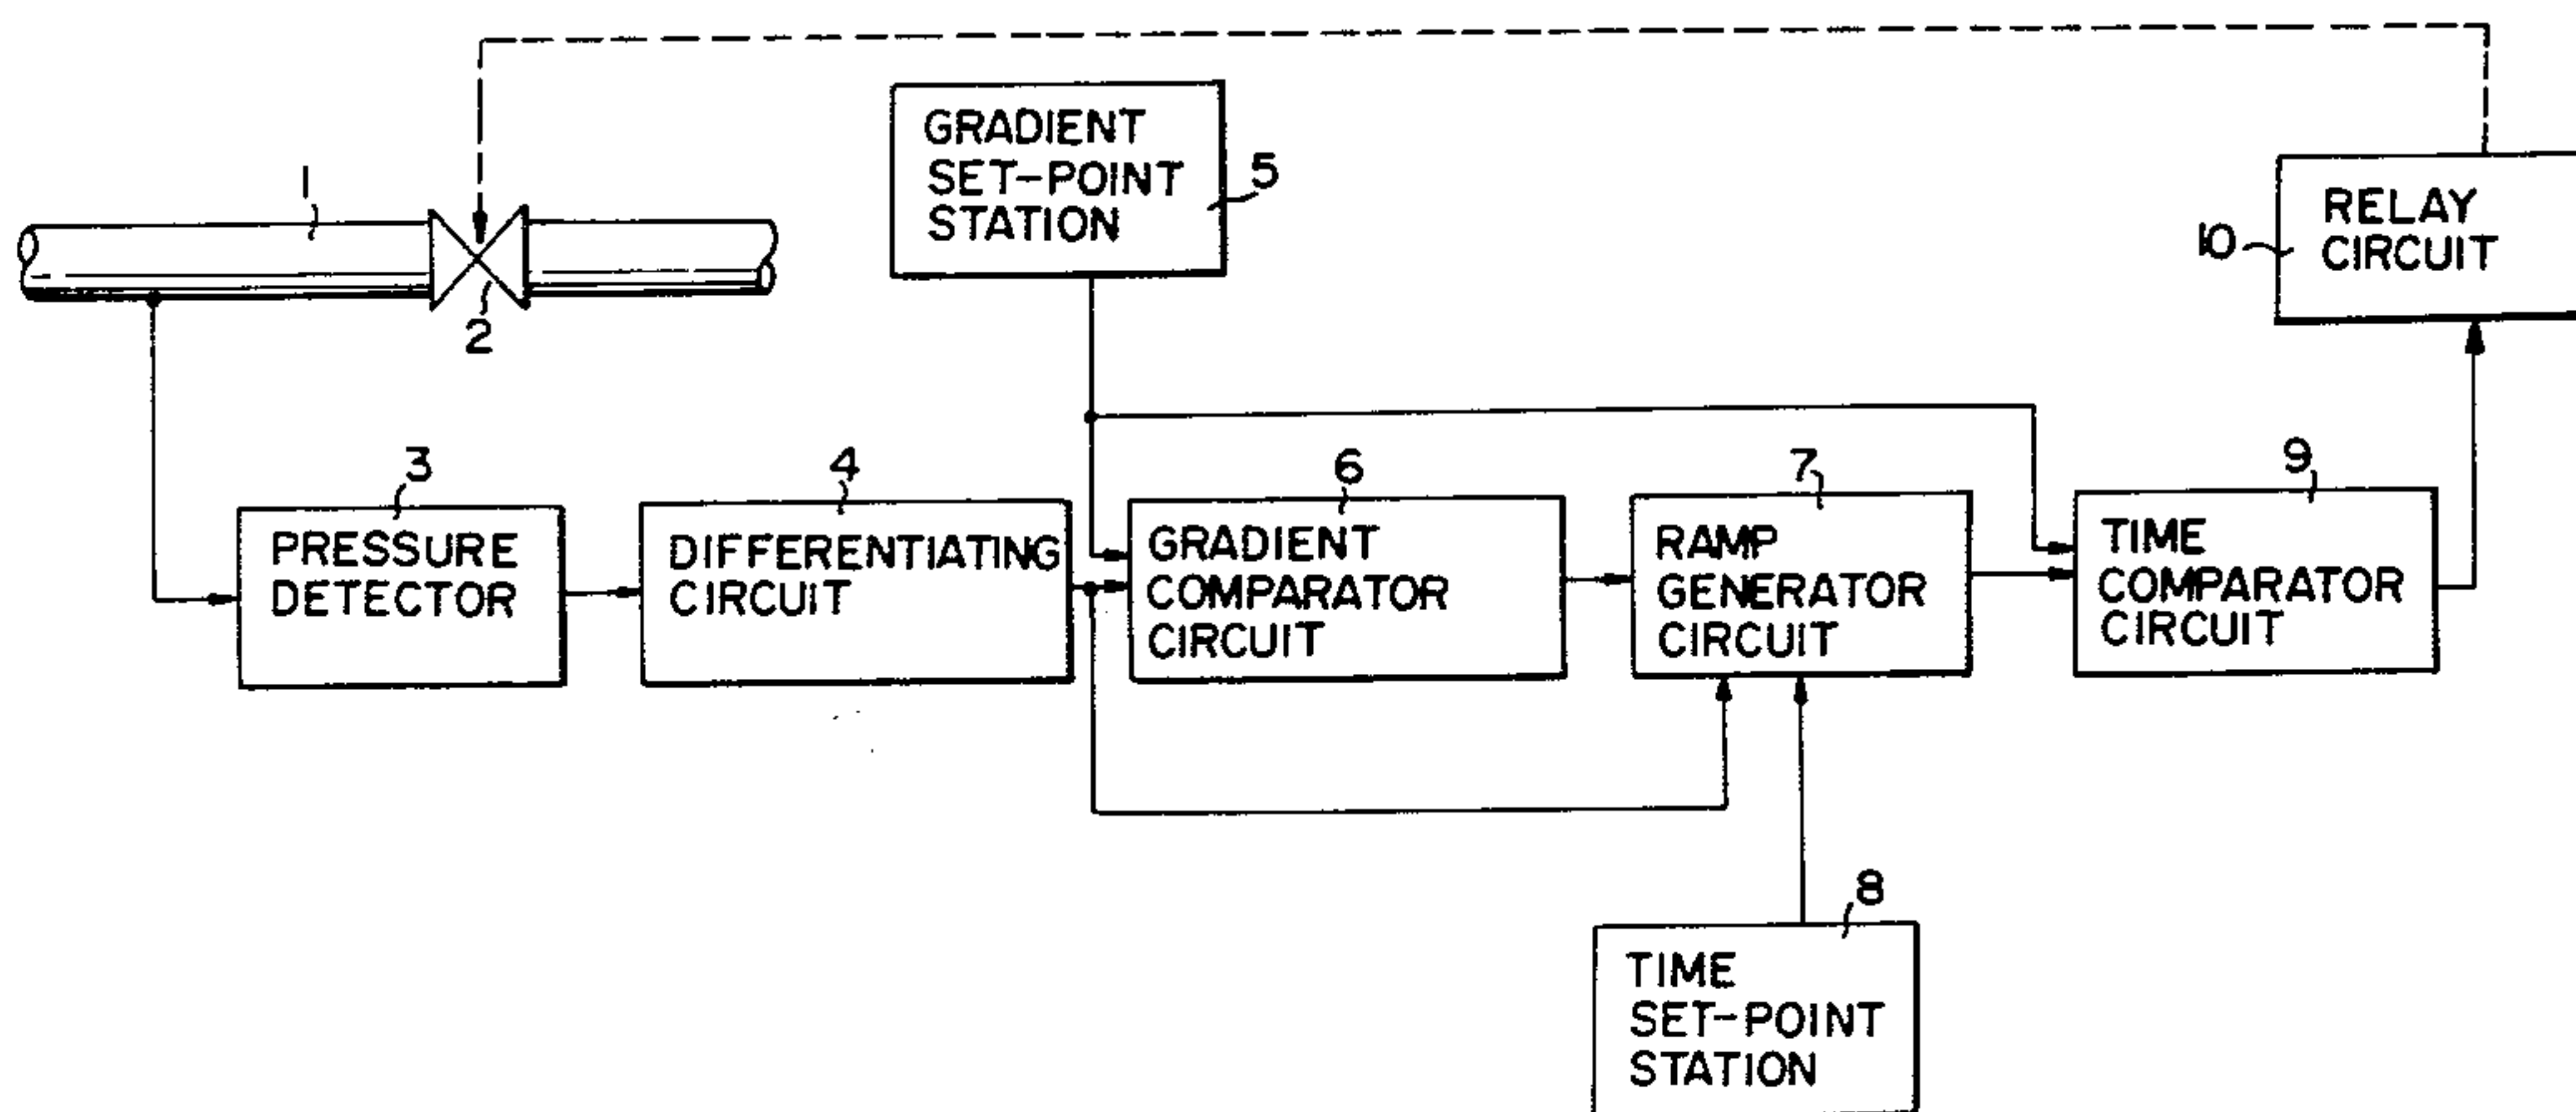 GRADIENT
SET-POINT
STATION
5
1
2
RELAY
CIRCUIT
10
3
PRESSURE
DETECTOR
4
DIFFERENTIATING
CIRCUIT
6
GRADIENT
COMPARATOR
CIRCUIT
7
RAMP
GENERATOR
CIRCUIT
9
TIME
COMPARATOR
CIRCUIT
8
TIME
SET-POINT
STATION